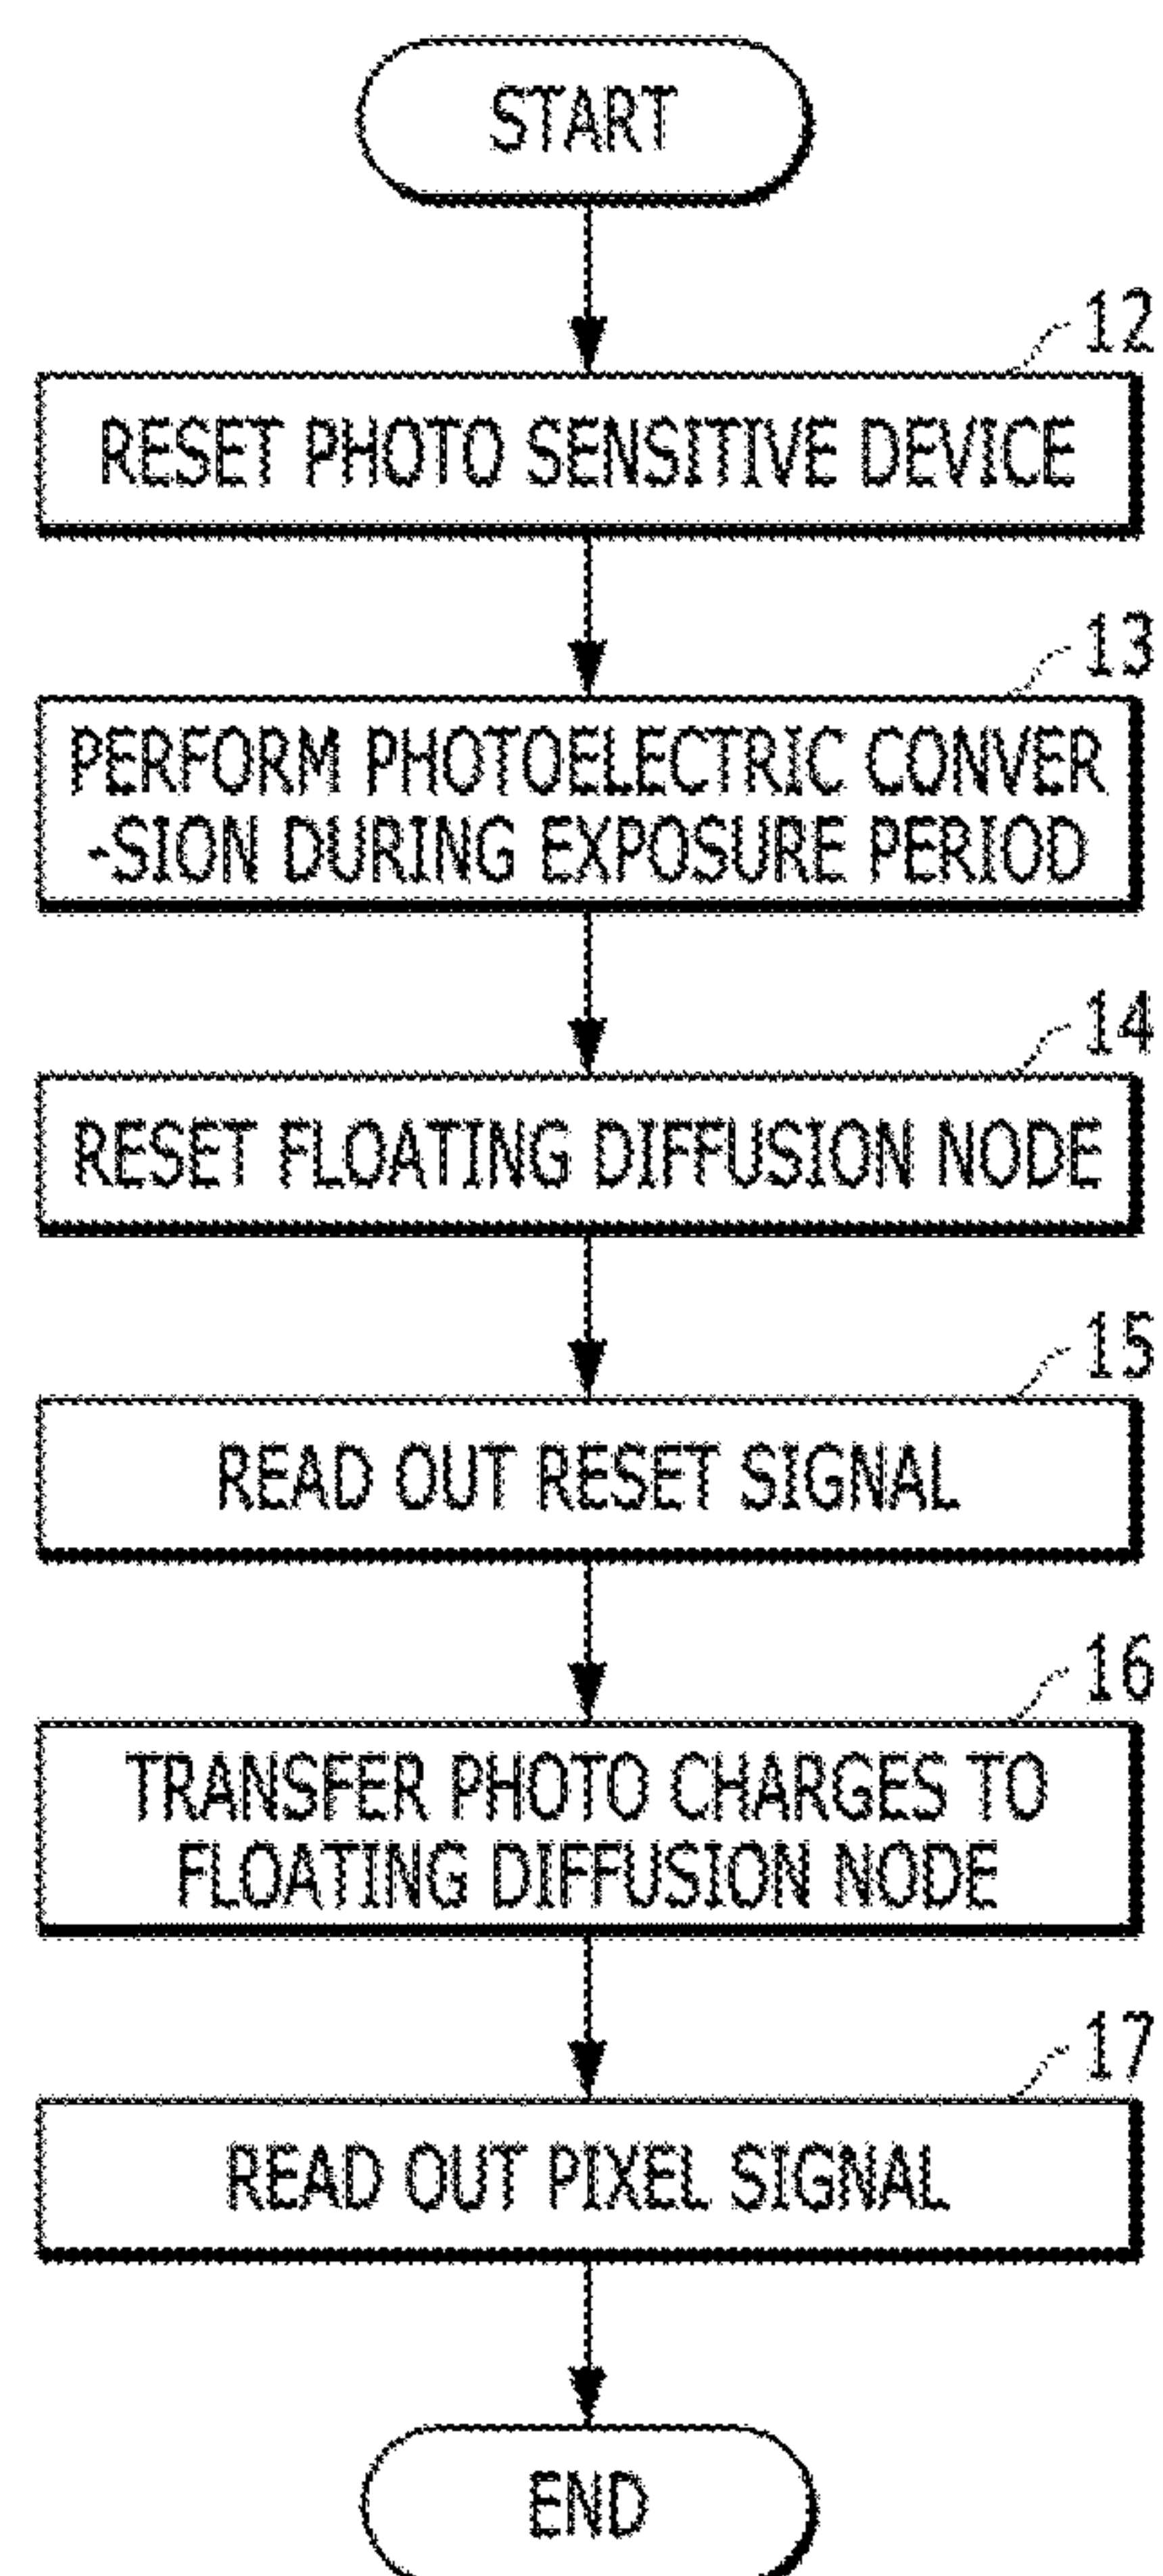 START
12
RESET PHOTO SENSITIVE DEVICE
13
PERFORM PHOTOELECTRIC CONVER
-SION DURING EXPOSURE PERIOD
14
RESET FLOATING DIFFUSION NODE
15
READ OUT RESET SIGNAL
16
TRANSFER PHOTO CHARGES TO
FLOATING DIFFUSION NODE
17
READ OUT PIXEL SIGNAL
END